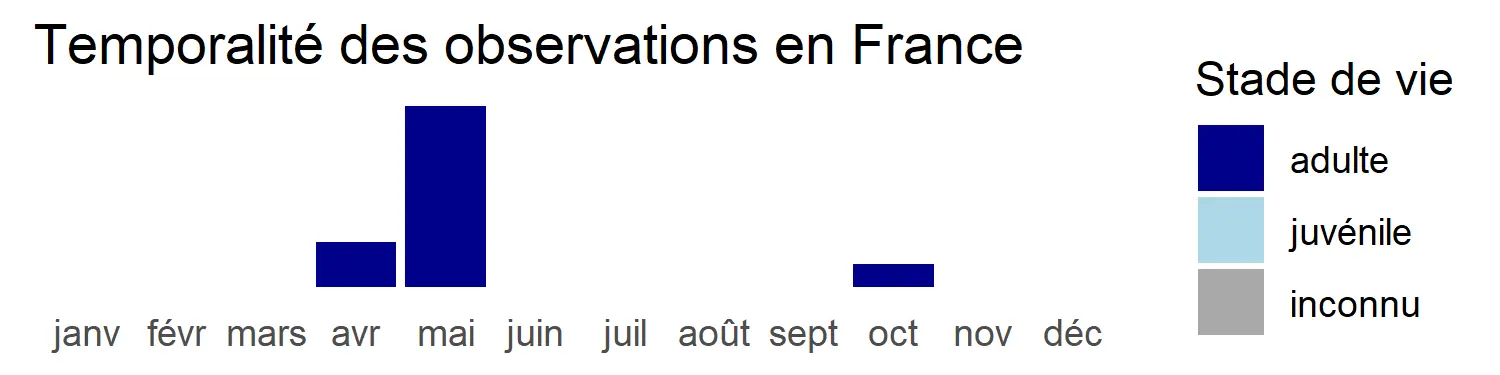 Temporalité des observations en France
janv févr mars avr mai juin juil août sept oct nov déc
Stade de vie
adulte
juvénile
inconnu